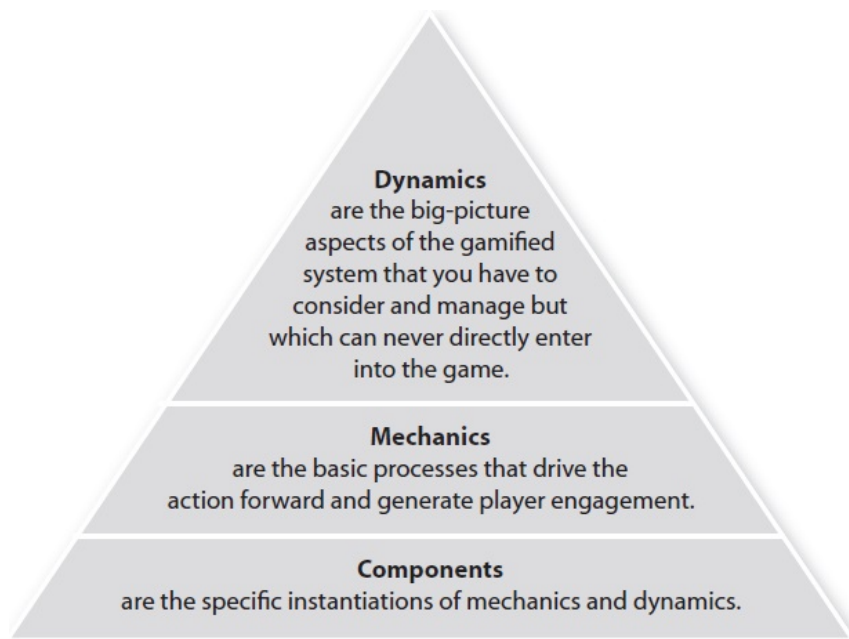 Dynamics
are the big-picture
aspects of the gamified
system that you have to
consider and manage but
which can never directly enter
into the game.
Mechanics
are the basic processes that drive the
action forward and generate player engagement.
Components
are the specific instantiations of mechanics and dynamics.